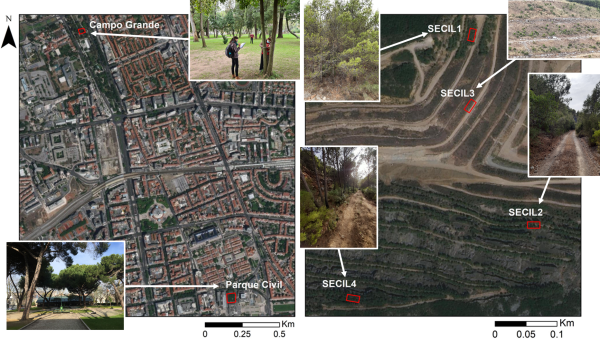 N
Campo Grande
SECIL1
SECIL3
SECIL2
Parque Civil
SECIL4
Km
0 0.25 0.5
Km
0 0.05 0.1